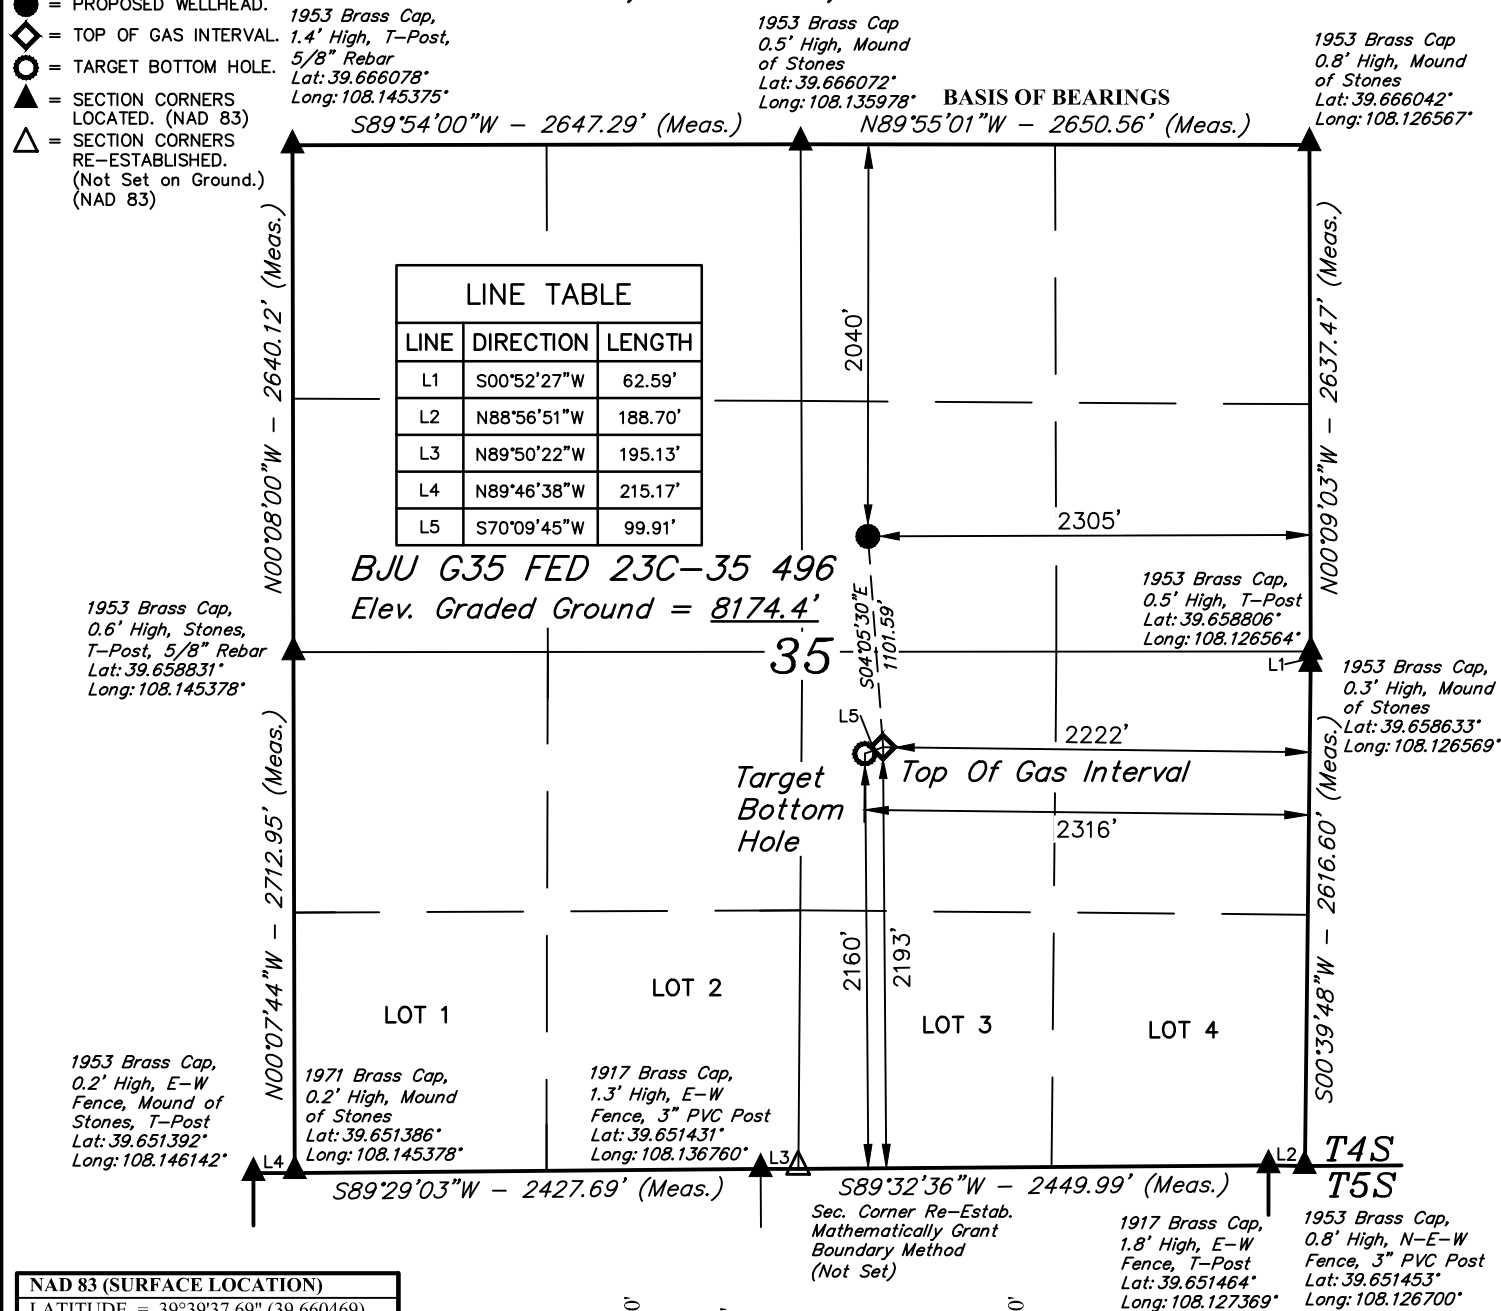 = PROPOSED WELLHEAD.
= TOP OF GAS INTERVAL.
= TARGET BOTTOM HOLE.
= SECTION CORNERS
LOCATED. (NAD 83)
= SECTION CORNERS
RE-ESTABLISHED.
(Not Set on Ground.)
(NAD 83)
1953 Brass Cap,
1.4' High, T-Post,
5/8" Rebar
Lat: 39.666078°
Long: 108.145375°
1953 Brass Cap
0.5' High, Mound
of Stones
Lat: 39.666072°
Long: 108.135978°
1953 Brass Cap
0.8' High, Mound
of Stones
Lat: 39.666042°
Long: 108.126567°
BASIS OF BEARINGS
S89°54'00"W - 2647.29' (Meas.)
N89°55'01"W - 2650.56' (Meas.)
N00°08'00"W - 2640.12' (Meas.)
N00°09'03"W - 2637.47' (Meas.)
LINE TABLE
LINE DIRECTION LENGTH
L1 S00°52'27"W 62.59'
L2 N88°56'51"W 188.70'
L3 N89°50'22"W 195.13'
L4 N89°46'38"W 215.17'
L5 S70°09'45"W 99.91'
2040'
2305'
BJU G35 FED 23C-35 496
Elev. Graded Ground = 8174.4'
35
S04°05'30"E
1101.59'
1953 Brass Cap,
0.6' High, Stones,
T-Post, 5/8" Rebar
Lat: 39.658831°
Long: 108.145378°
1953 Brass Cap,
0.5' High, T-Post
Lat: 39.658806°
Long: 108.126564°
L1
1953 Brass Cap,
0.3' High, Mound
of Stones
Lat: 39.658633°
Long: 108.126569°
L5
2222'
Top Of Gas Interval
Target
Bottom
Hole
2316'
N00°07'44"W - 2712.95' (Meas.)
S00°39'48"W - 2616.60' (Meas.)
2160'
2193'
LOT 1
LOT 2
LOT 3
LOT 4
1953 Brass Cap,
0.2' High, E-W
Fence, Mound of
Stones, T-Post
Lat: 39.651392°
Long: 108.146142°
1971 Brass Cap,
0.2' High, Mound
of Stones
Lat: 39.651386°
Long: 108.145378°
1917 Brass Cap,
1.3' High, E-W
Fence, 3" PVC Post
Lat: 39.651431°
Long: 108.136760°
L4
L3
L2
T4S
T5S
S89°29'03"W - 2427.69' (Meas.)
S89°32'36"W - 2449.99' (Meas.)
Sec. Corner Re-Estab.
Mathematically Grant
Boundary Method
(Not Set)
1917 Brass Cap,
1.8' High, E-W
Fence, T-Post
Lat: 39.651464°
Long: 108.127369°
1953 Brass Cap,
0.8' High, N-E-W
Fence, 3" PVC Post
Lat: 39.651453°
Long: 108.126700°
NAD 83 (SURFACE LOCATION)
LATITUDE = 39°39'37.69" (39.660469)